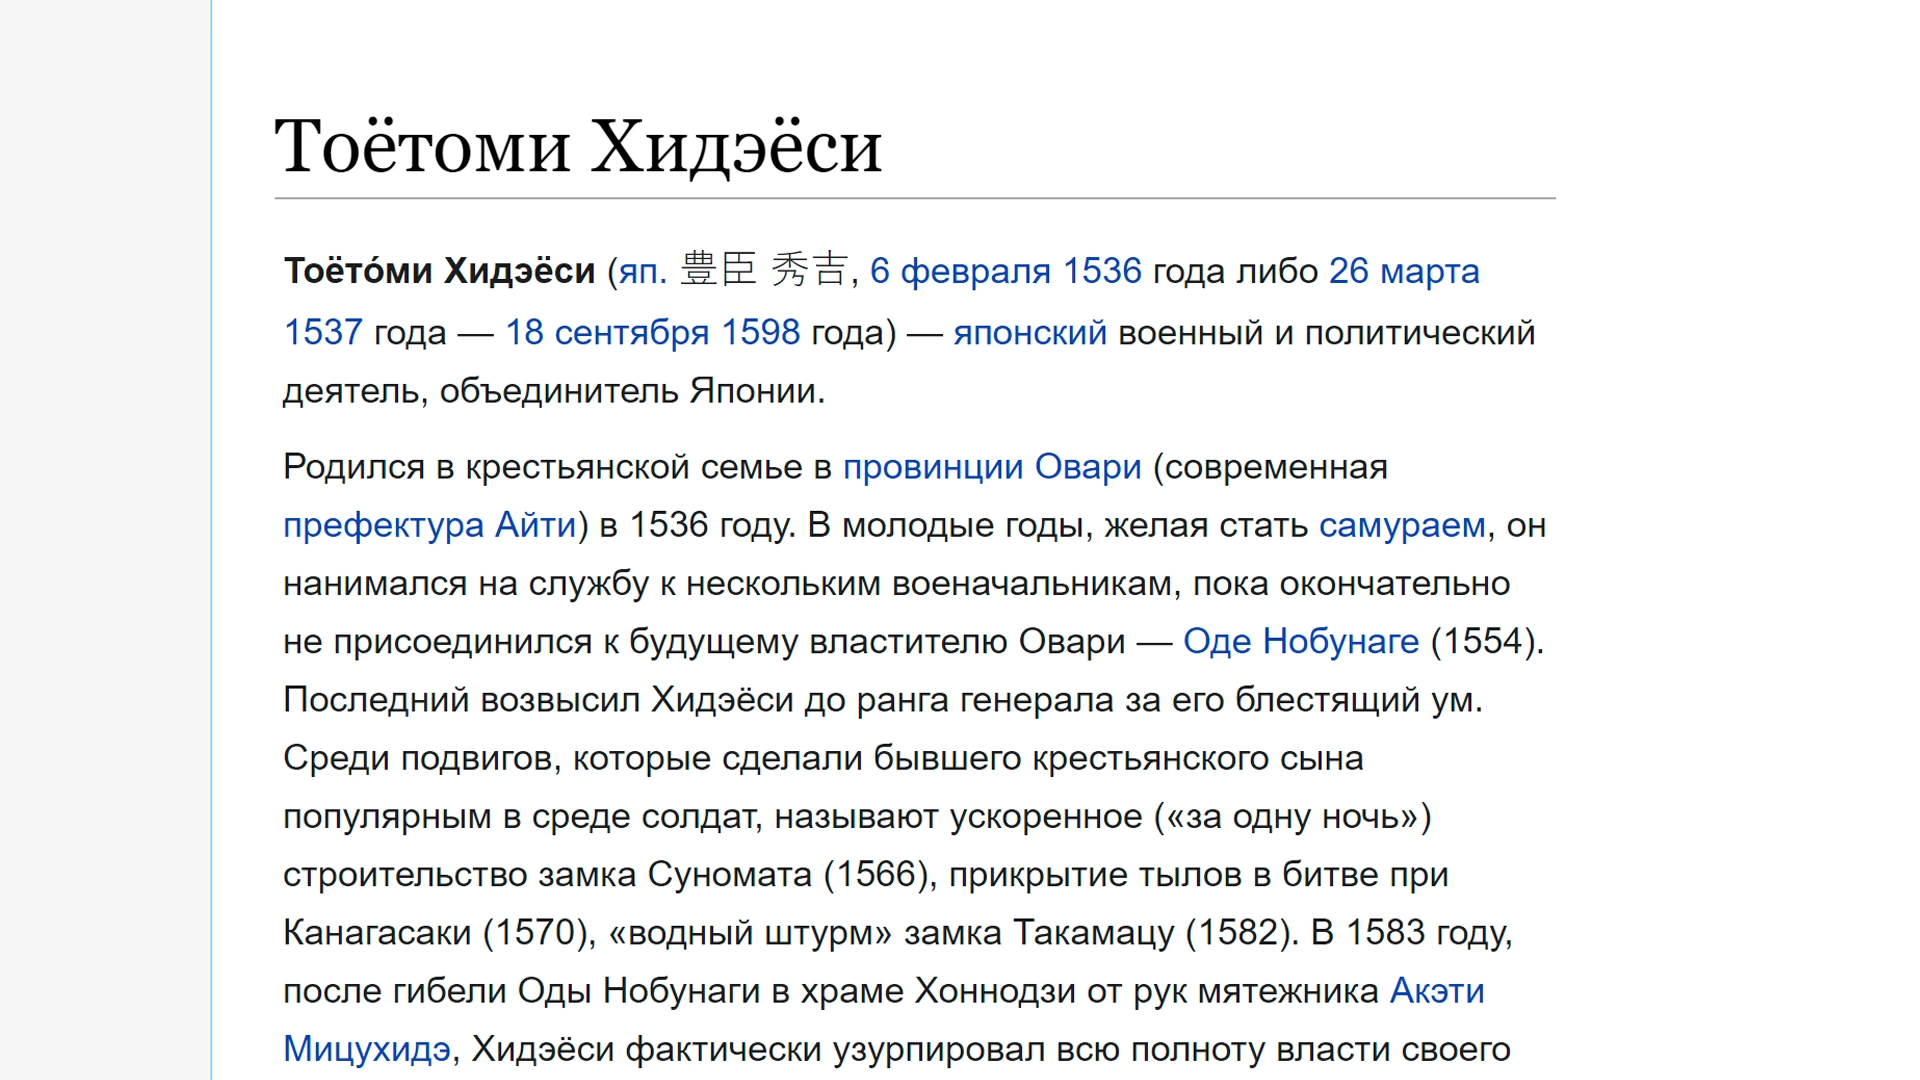 Тоётоми Хидэёси
Тоёто́ми Хидэёси (яп. 豊臣 秀吉, 6 февраля 1536 года либо 26 марта
1537 года — 18 сентября 1598 года) — японский военный и политический
деятель, объединитель Японии.
Родился в крестьянской семье в провинции Овари (современная
префектура Айти) в 1536 году. В молодые годы, желая стать самураем, он
нанимался на службу к нескольким военачальникам, пока окончательно
не присоединился к будущему властителю Овари — Оде Нобунаге (1554).
Последний возвысил Хидэёси до ранга генерала за его блестящий ум.
Среди подвигов, которые сделали бывшего крестьянского сына
популярным в среде солдат, называют ускоренное («за одну ночь»)
строительство замка Суномата (1566), прикрытие тылов в битве при
Канагасаки (1570), «водный штурм» замка Такамацу (1582). В 1583 году,
после гибели Оды Нобунаги в храме Хоннодзи от рук мятежника Акэти
Мицухидэ, Хидэёси фактически узурпировал всю полноту власти своего